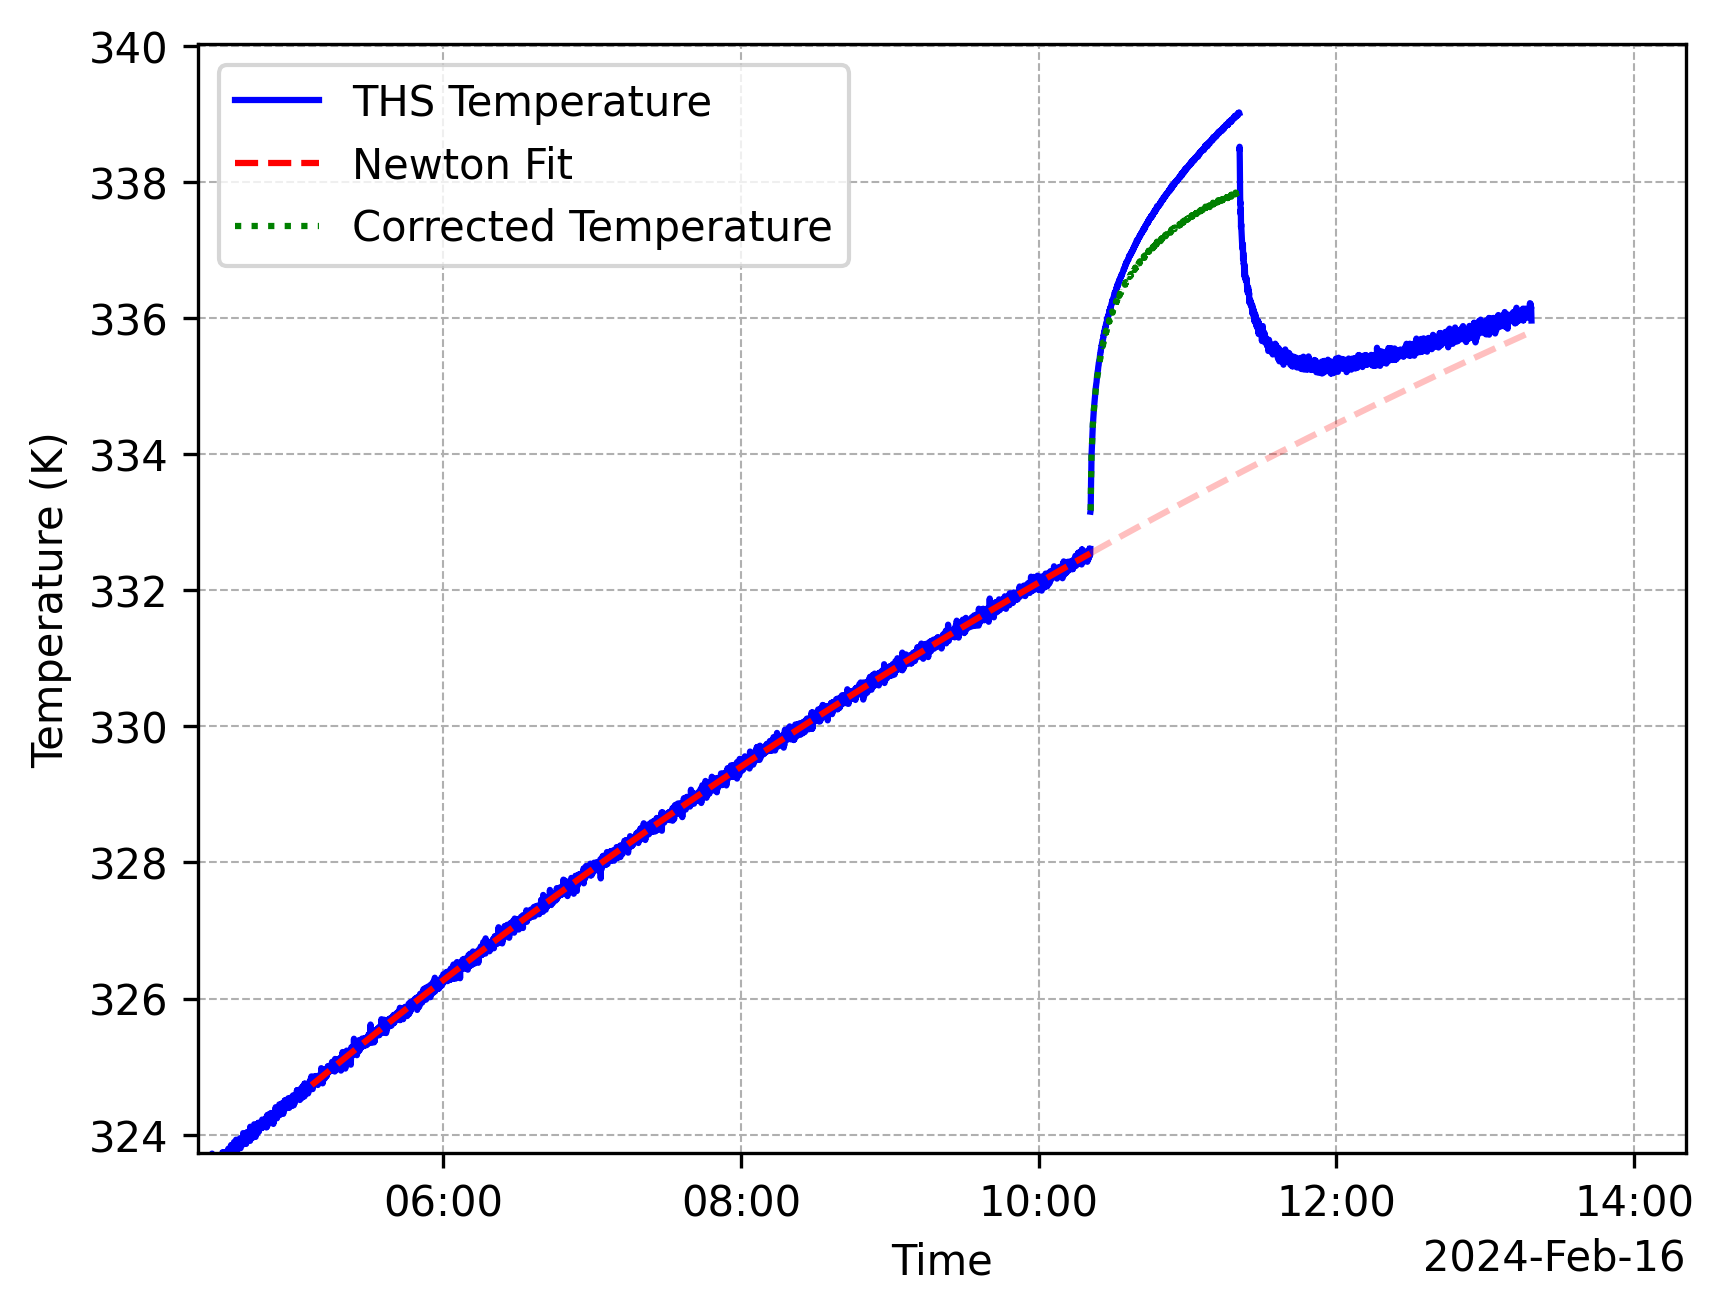 THS Temperature
Newton Fit
Corrected Temperature
Temperature (K)
340
338
336
334
332
330
328
326
324
06:00 08:00 10:00 12:00 14:00
Time
2024-Feb-16